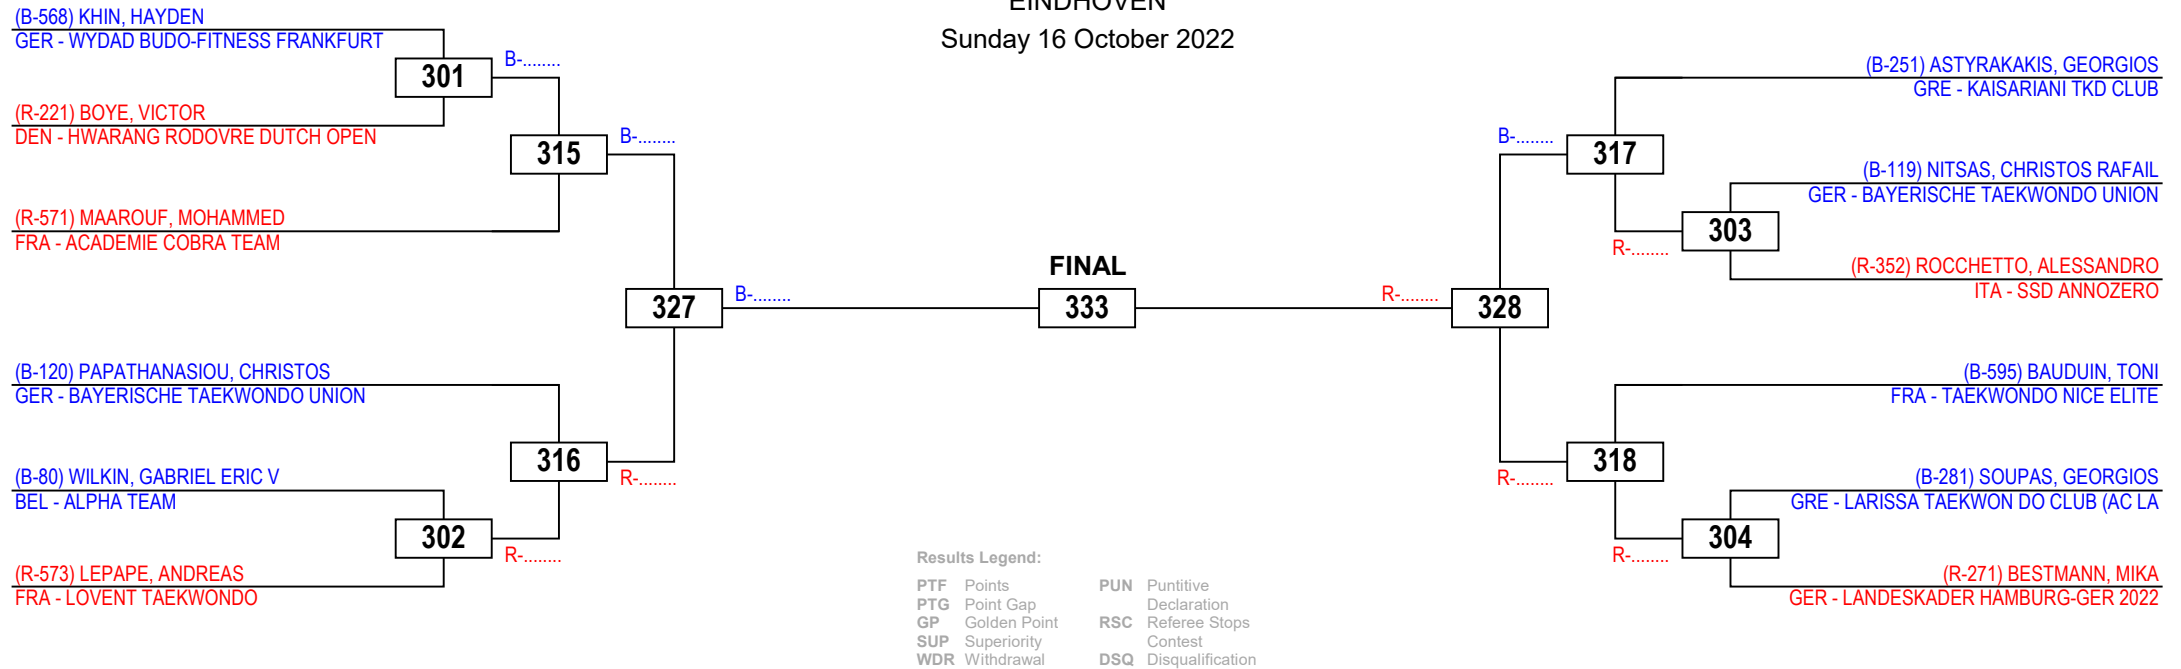 EINDHOVEN
Sunday 16 October 2022
(B-568) KHIN, HAYDEN
GER - WYDAD BUDO-FITNESS FRANKFURT
301
B-........
(R-221) BOYE, VICTOR
DEN - HWARANG RODOVRE DUTCH OPEN
315
B-........
(R-571) MAAROUF, MOHAMMED
FRA - ACADEMIE COBRA TEAM
327
B-........
(B-120) PAPATHANASIOU, CHRISTOS
GER - BAYERISCHE TAEKWONDO UNION
316
R-........
(B-80) WILKIN, GABRIEL ERIC V
BEL - ALPHA TEAM
302
R-........
(R-573) LEPAPE, ANDREAS
FRA - LOVENT TAEKWONDO
FINAL
333
(B-251) ASTYRAKAKIS, GEORGIOS
GRE - KAISARIANI TKD CLUB
B-........
317
(B-119) NITSAS, CHRISTOS RAFAIL
GER - BAYERISCHE TAEKWONDO UNION
R-........
303
(R-352) ROCCHETTO, ALESSANDRO
ITA - SSD ANNOZERO
R-........
328
(B-595) BAUDUIN, TONI
FRA - TAEKWONDO NICE ELITE
R-........
318
(B-281) SOUPAS, GEORGIOS
GRE - LARISSA TAEKWON DO CLUB (AC LA
R-........
304
(R-271) BESTMANN, MIKA
GER - LANDESKADER HAMBURG-GER 2022
Results Legend:
PTF Points
PTG Point Gap
GP Golden Point
SUP Superiority
WDR Withdrawal
PUN Puntitive
Declaration
RSC Referee Stops
Contest
DSQ Disqualification